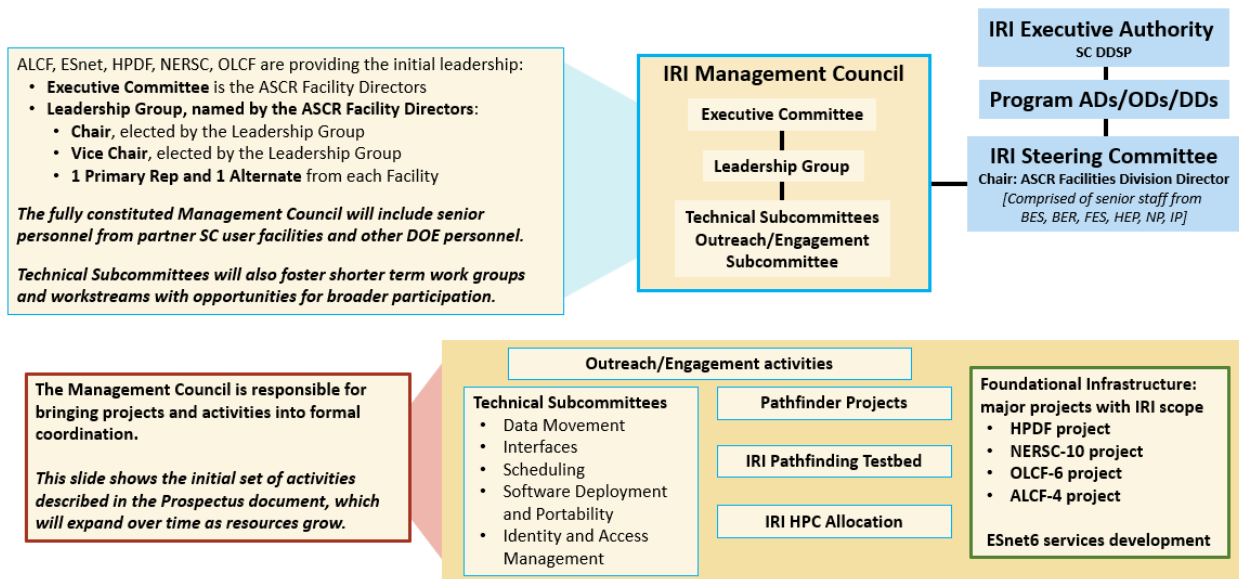 ALCF, ESnet, HPDF, NERSC, OLCF are providing the initial leadership:
• Executive Committee is the ASCR Facility Directors
• Leadership Group, named by the ASCR Facility Directors:
• Chair, elected by the Leadership Group
• Vice Chair, elected by the Leadership Group
• 1 Primary Rep and 1 Alternate from each Facility
The fully constituted Management Council will include senior
personnel from partner SC user facilities and other DOE personnel.
Technical Subcommittees will also foster shorter term work groups
and workstreams with opportunities for broader participation.
IRI Management Council
Executive Committee
Leadership Group
Technical Subcommittees
Outreach/Engagement
Subcommittee
IRI Executive Authority
SC DDSP
Program ADs/ODs/DDs
IRI Steering Committee
Chair: ASCR Facilities Division Director
[Comprised of senior staff from
BES, BER, FES, HEP, NP, IP]
The Management Council is responsible for
bringing projects and activities into formal
coordination.
This slide shows the initial set of activities
described in the Prospectus document, which
will expand over time as resources grow.
Outreach/Engagement activities
Technical Subcommittees
• Data Movement
• Interfaces
• Scheduling
• Software Deployment
and Portability
• Identity and Access
Management
Pathfinder Projects
IRI Pathfinding Testbed
IRI HPC Allocation
Foundational Infrastructure:
major projects with IRI scope
• HPDF project
• NERSC-10 project
• OLCF-6 project
• ALCF-4 project
ESnet6 services development